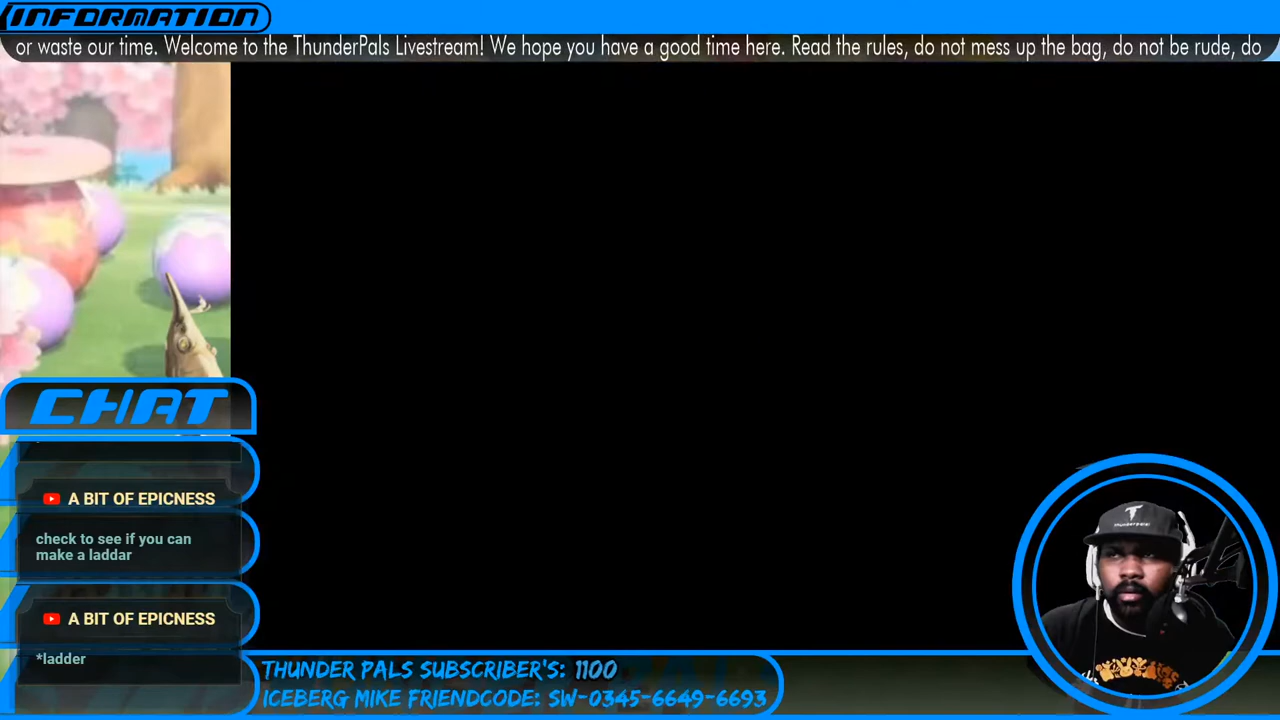 INFORMATION
or waste our time. Welcome to the ThunderPals Livestream! We hope you have a good time here. Read the rules, do not mess up the bag, do not be rude, do
CHAT
A BIT OF EPICNESS
check to see if you can
make a laddar
A BIT OF EPICNESS
*ladder
THUNDER PALS SUBSCRIBER'S: 1100
ICEBERG MIKE FRIENDCODE: SW-0345-6649-6693